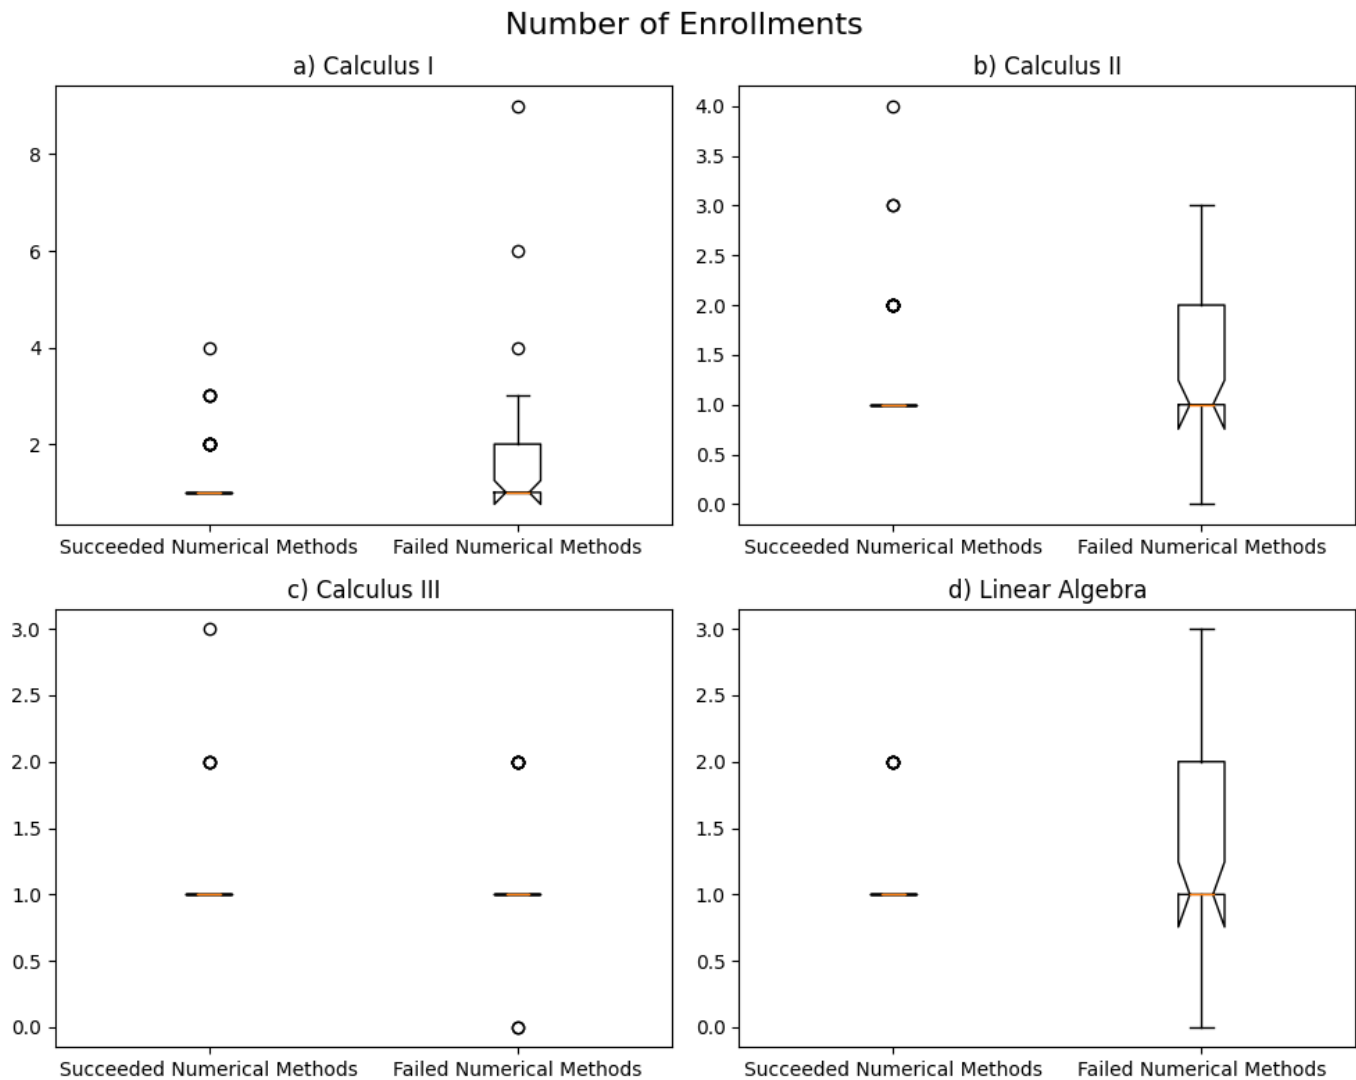 Number of Enrollments
a) Calculus I
8
6
4
2
Succeeded Numerical Methods
Failed Numerical Methods
b) Calculus II
4.0
3.5
3.0
2.5
2.0
1.5
1.0
0.5
0.0
Succeeded Numerical Methods
Failed Numerical Methods
c) Calculus III
3.0
2.5
2.0
1.5
1.0
0.5
0.0
Succeeded Numerical Methods
Failed Numerical Methods
d) Linear Algebra
3.0
2.5
2.0
1.5
1.0
0.5
0.0
Succeeded Numerical Methods
Failed Numerical Methods